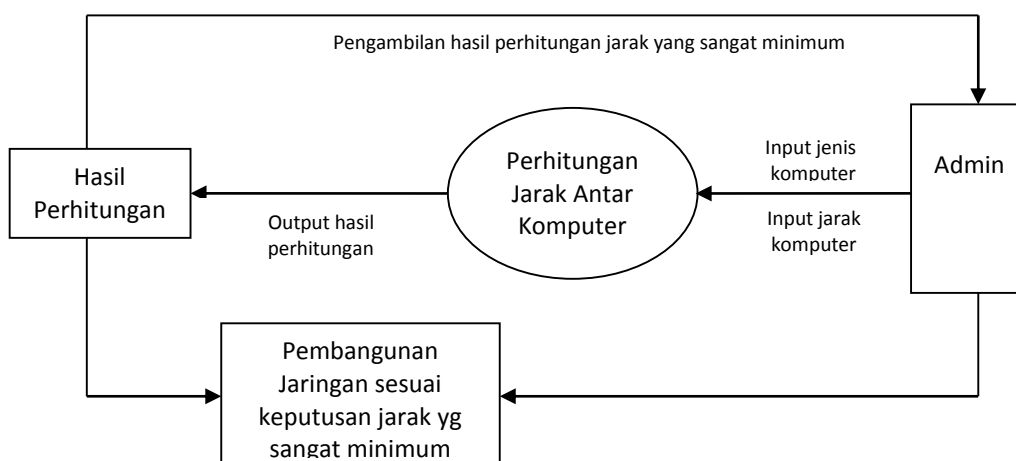 Pengambilan hasil perhitungan jarak yang sangat minimum
Hasil
Perhitungan
Output hasil
perhitungan
Perhitungan
Jarak Antar
Komputer
Input jenis
komputer
Input jarak
komputer
Admin
Pembangunan
Jaringan sesuai
keputusan jarak yg
sangat minimum